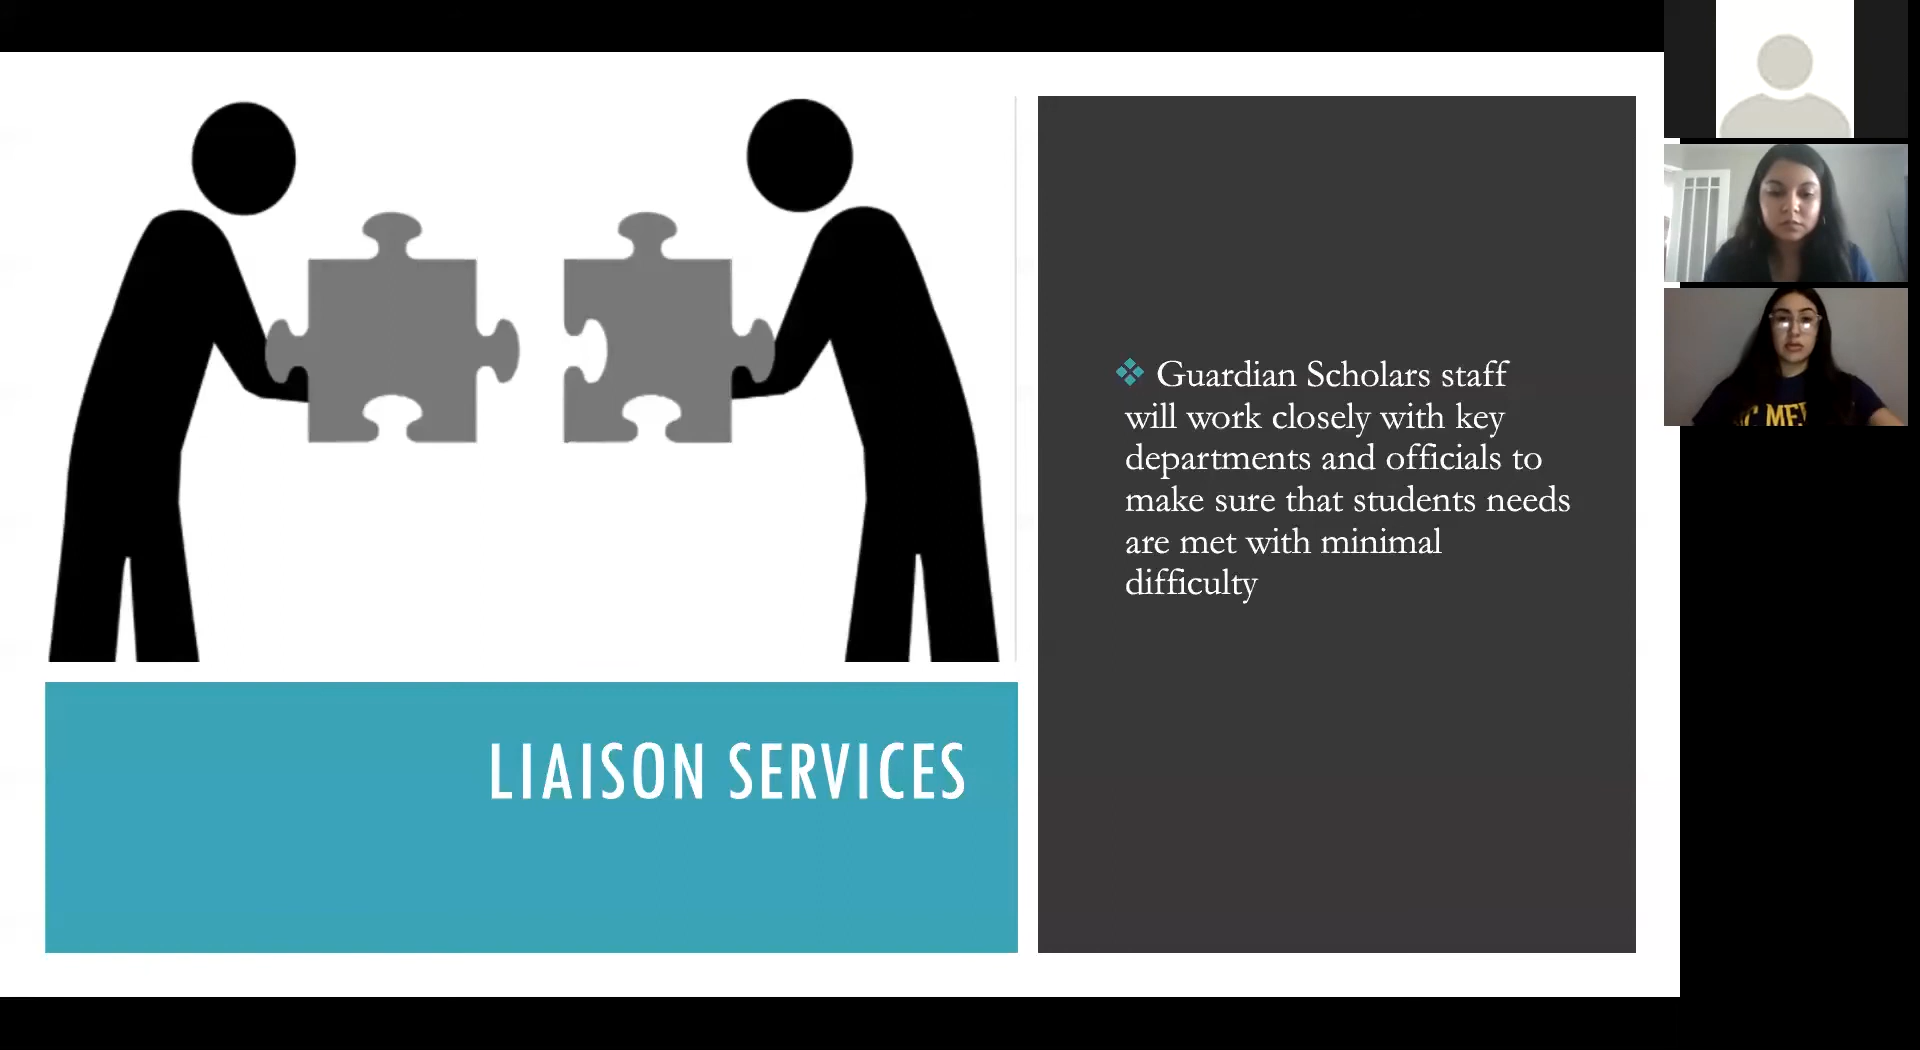 Guardian Scholars staff
will work closely with key
departments and officials to
make sure that students needs
are met with minimal
difficulty
LIAISON SERVICES